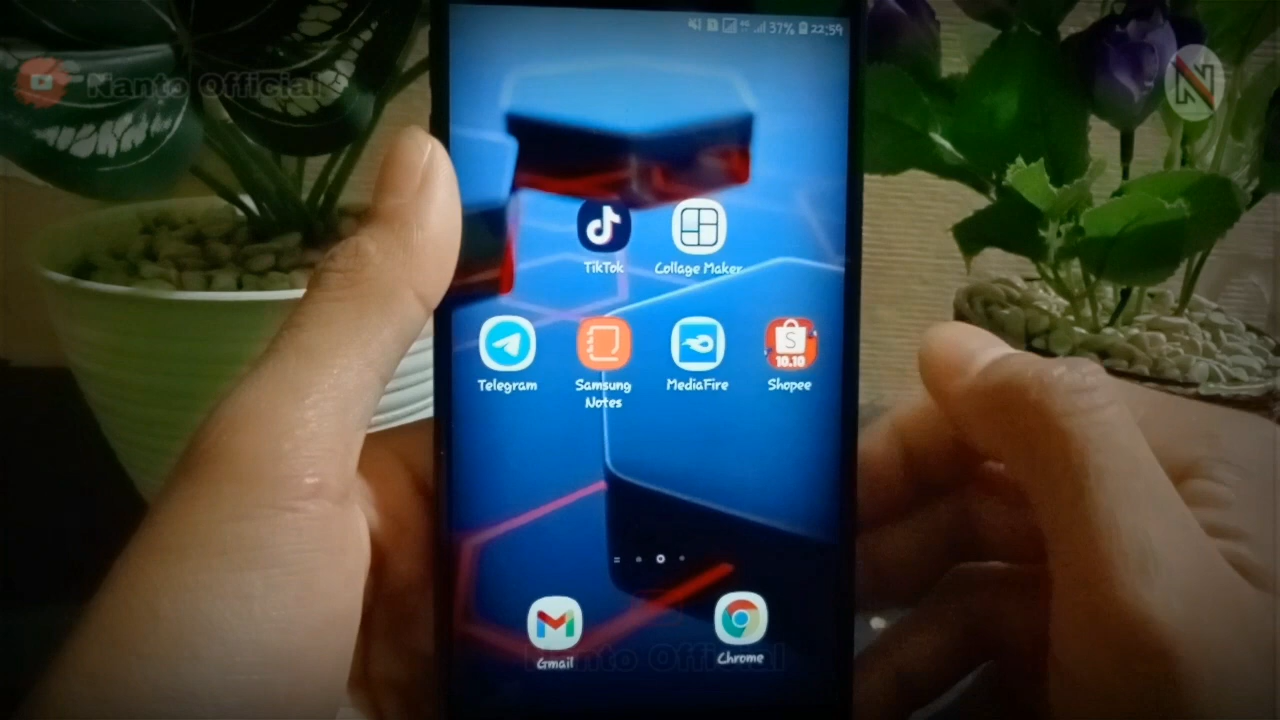 37% 22:59
Nanto Official
N
TikTok
Collage Maker
S
10.10
Telegram
Samsung
Notes
MediaFire
Shopee
Gmail
Chrome
Nanto Official